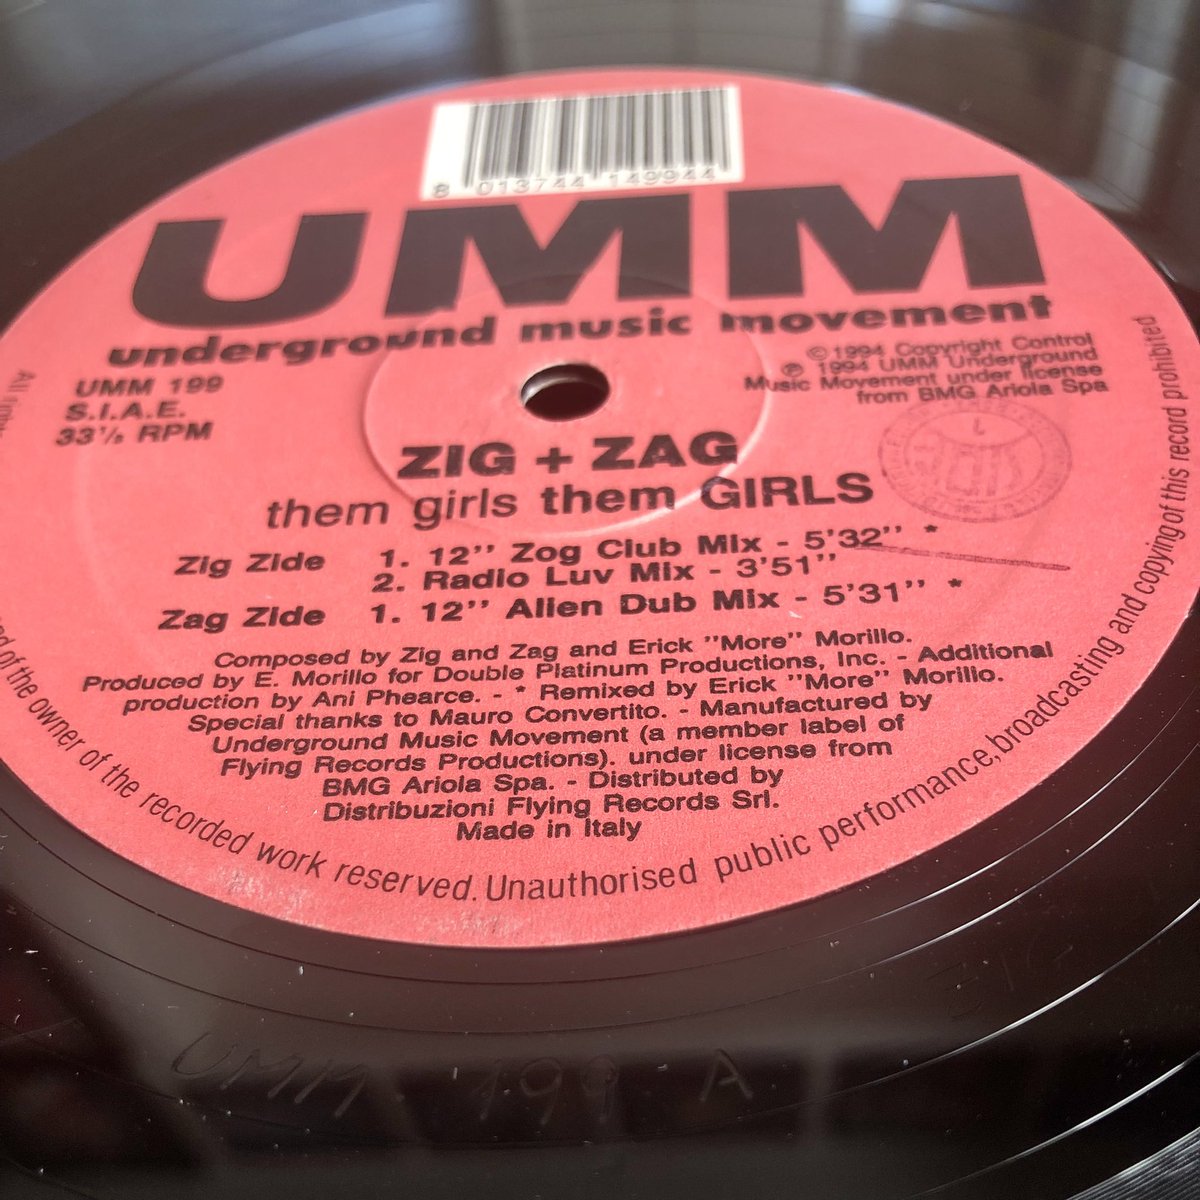 8 013744 149944
UMM
underground music movement
UMM 199
S.I.A.E.
33⅓ RPM
©1994 Copyright Control
℗ 1994 UMM Underground
Music Movement under license
from BMG Ariola Spa
ZIG + ZAG
them girls them GIRLS
Zig Zide 1. 12'' Zog Club Mix - 5'32'' *
2. Radio Luv Mix - 3'51''
Zag Zide 1. 12'' Alien Dub Mix - 5'31'' *
Composed by Zig and Zag and Erick "More" Morillo.
Produced by E. Morillo for Double Platinum Productions, Inc. - Additional
production by Ani Phearce. - * Remixed by Erick "More" Morillo.
Special thanks to Mauro Convertito. - Manufactured by
Underground Music Movement (a member label of
Flying Records Productions). under license from
BMG Ariola Spa. - Distributed by
Distribuzioni Flying Records Srl.
Made in Italy
All of the owner of the recorded work reserved. Unauthorised public performance, broadcasting and copying of this record prohibited
UMM 199 A